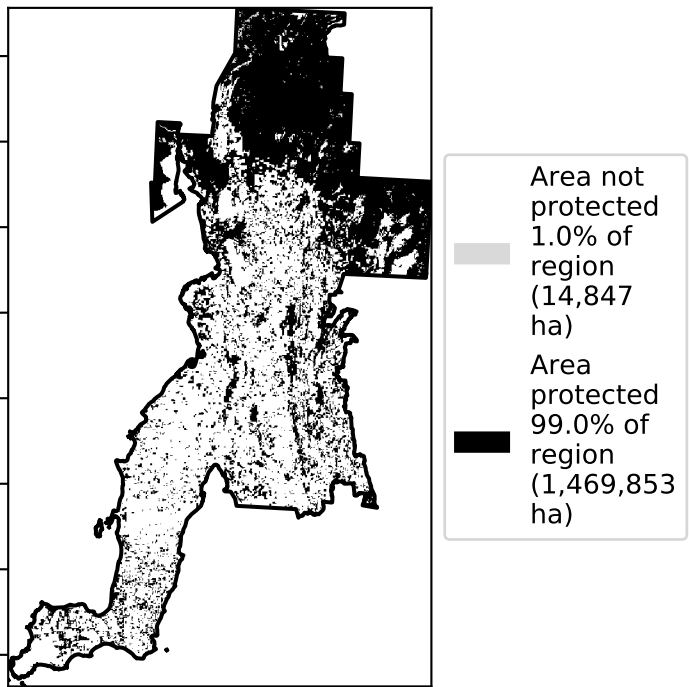 Area not
protected
1.0% of
region
(14,847
ha)
Area
protected
99.0% of
region
(1,469,853
ha)